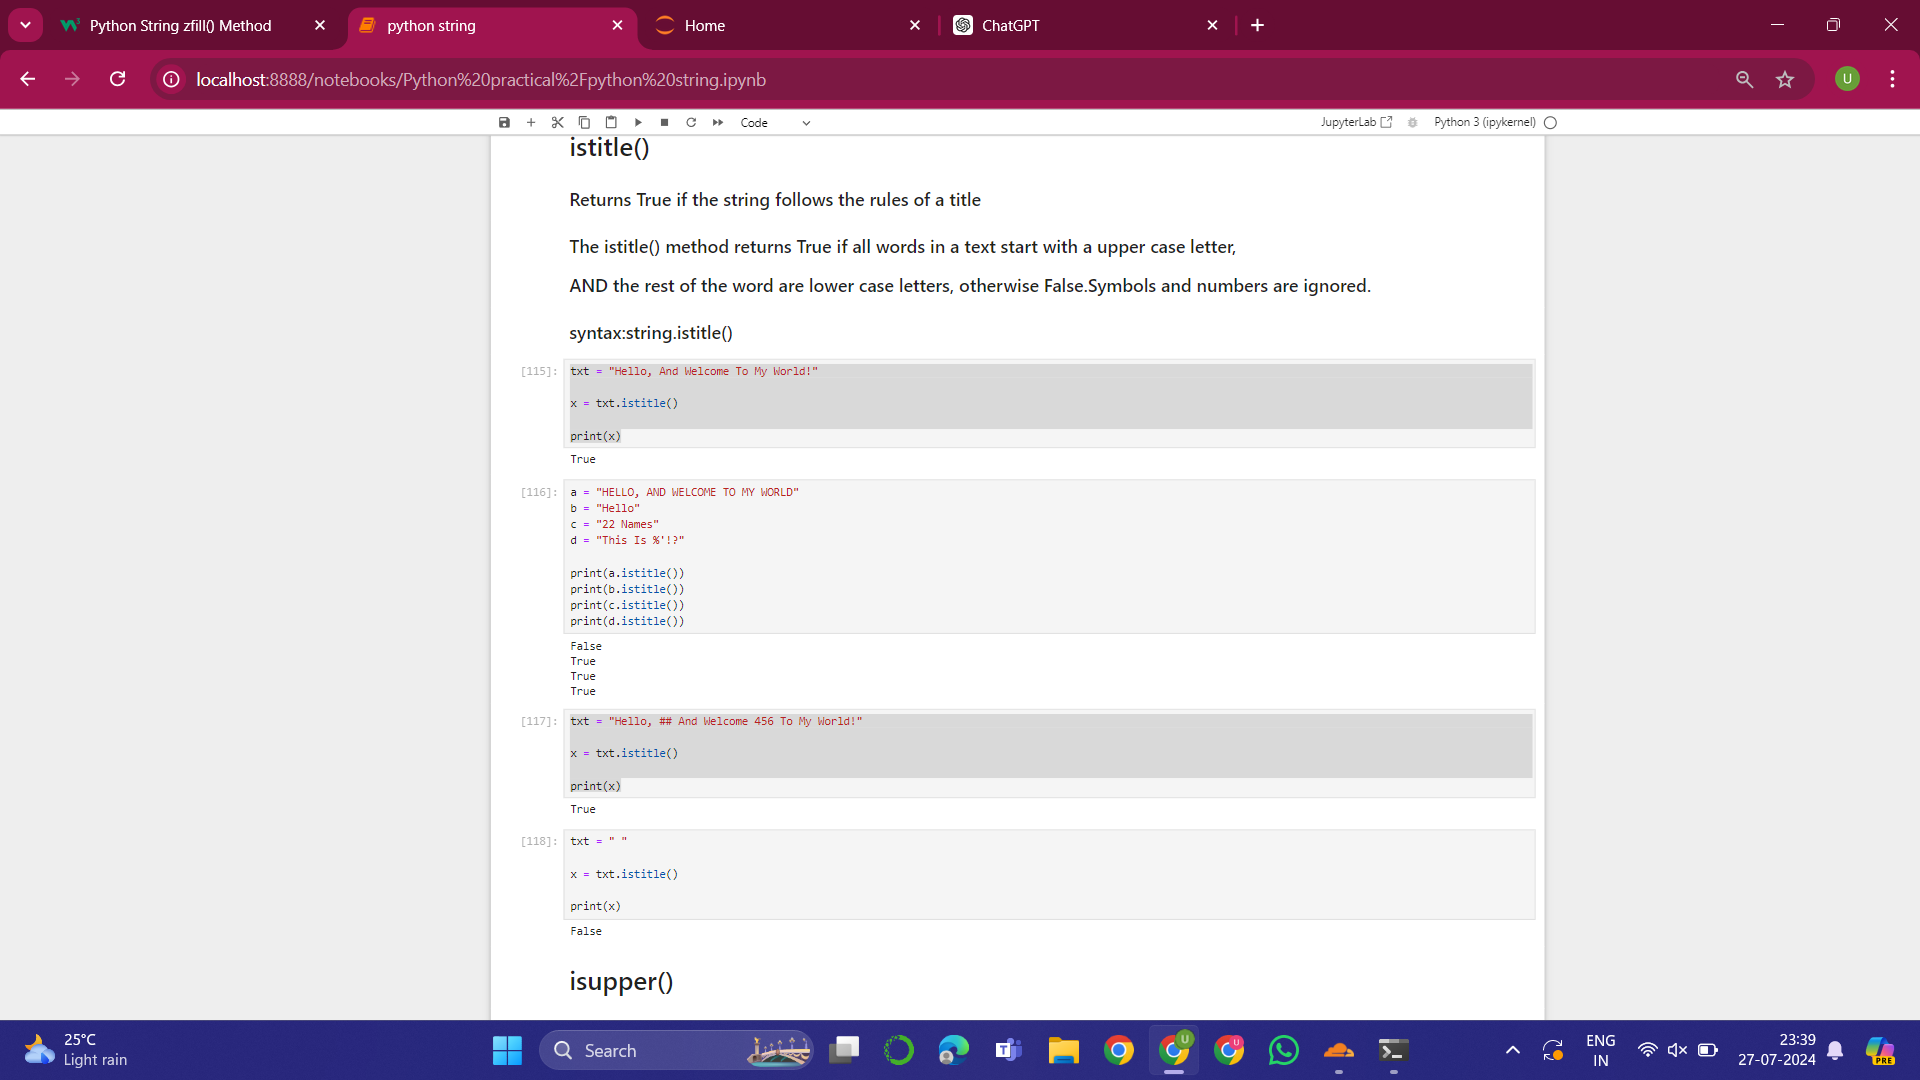 Python String zfill() Method
python string
Home
ChatGPT
localhost:8888/notebooks/Python%20practical%2Fpython%20string.ipynb
U
Code
JupyterLab
Python 3 (ipykernel)
istitle()
Returns True if the string follows the rules of a title
The istitle() method returns True if all words in a text start with a upper case letter,
AND the rest of the word are lower case letters, otherwise False.Symbols and numbers are ignored.
syntax:string.istitle()
[115]: txt = "Hello, And Welcome To My World!"
x = txt.istitle()
print(x)
True
[116]: a = "HELLO, AND WELCOME TO MY WORLD"
b = "Hello"
c = "22 Names"
d = "This Is %'!?"
print(a.istitle())
print(b.istitle())
print(c.istitle())
print(d.istitle())
False
True
True
True
[117]: txt = "Hello, ## And Welcome 456 To My World!"
x = txt.istitle()
print(x)
True
[118]: txt = " "
x = txt.istitle()
print(x)
False
isupper()
25°C
Light rain
Search
ENG
IN
23:39
27-07-2024
PRE